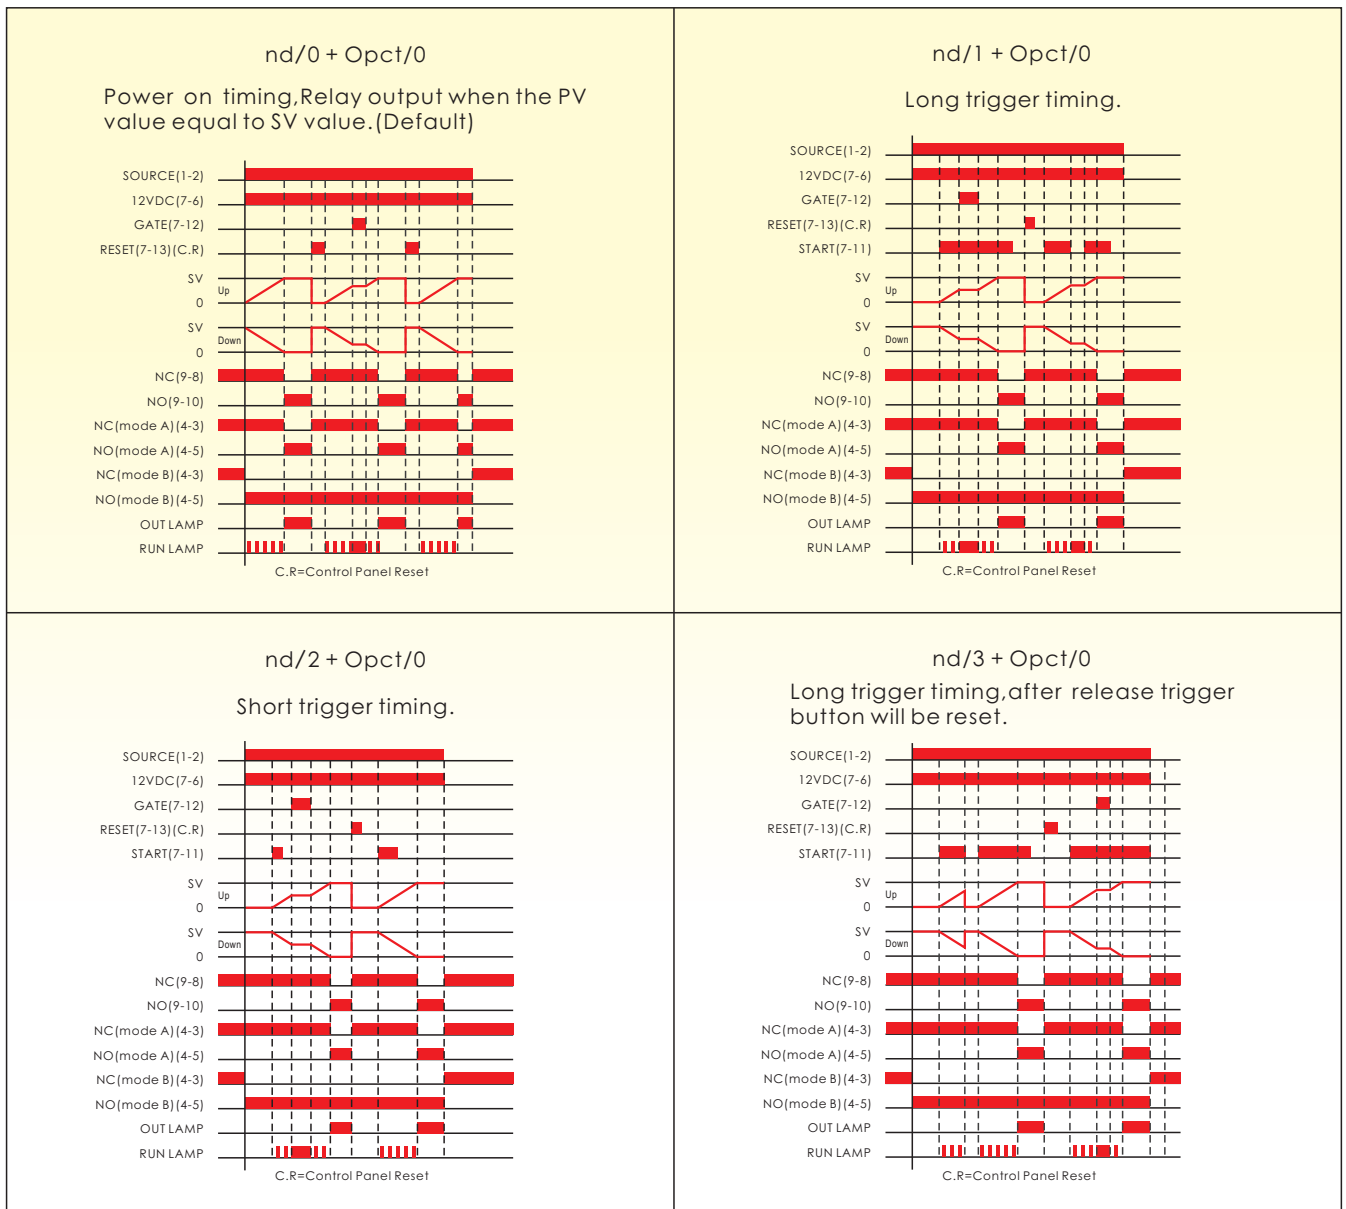 nd/0 + Opct/0
Power on timing,Relay output when the PV
value equal to SV value.(Default)
SOURCE(1-2)
12VDC(7-6)
GATE(7-12)
RESET(7-13)(C.R)
SV
Up
0
SV
Down
0
NC(9-8)
NO(9-10)
NC(mode A)(4-3)
NO(mode A)(4-5)
NC(mode B)(4-3)
NO(mode B)(4-5)
OUT LAMP
RUN LAMP
C.R=Control Panel Reset
nd/1 + Opct/0
Long trigger timing.
SOURCE(1-2)
12VDC(7-6)
GATE(7-12)
RESET(7-13)(C.R)
START(7-11)
SV
Up
0
SV
Down
0
NC(9-8)
NO(9-10)
NC(mode A)(4-3)
NO(mode A)(4-5)
NC(mode B)(4-3)
NO(mode B)(4-5)
OUT LAMP
RUN LAMP
C.R=Control Panel Reset
nd/2 + Opct/0
Short trigger timing.
SOURCE(1-2)
12VDC(7-6)
GATE(7-12)
RESET(7-13)(C.R)
START(7-11)
SV
Up
0
SV
Down
0
NC(9-8)
NO(9-10)
NC(mode A)(4-3)
NO(mode A)(4-5)
NC(mode B)(4-3)
NO(mode B)(4-5)
OUT LAMP
RUN LAMP
C.R=Control Panel Reset
nd/3 + Opct/0
Long trigger timing,after release trigger
button will be reset.
SOURCE(1-2)
12VDC(7-6)
GATE(7-12)
RESET(7-13)(C.R)
START(7-11)
SV
Up
0
SV
Down
0
NC(9-8)
NO(9-10)
NC(mode A)(4-3)
NO(mode A)(4-5)
NC(mode B)(4-3)
NO(mode B)(4-5)
OUT LAMP
RUN LAMP
C.R=Control Panel Reset